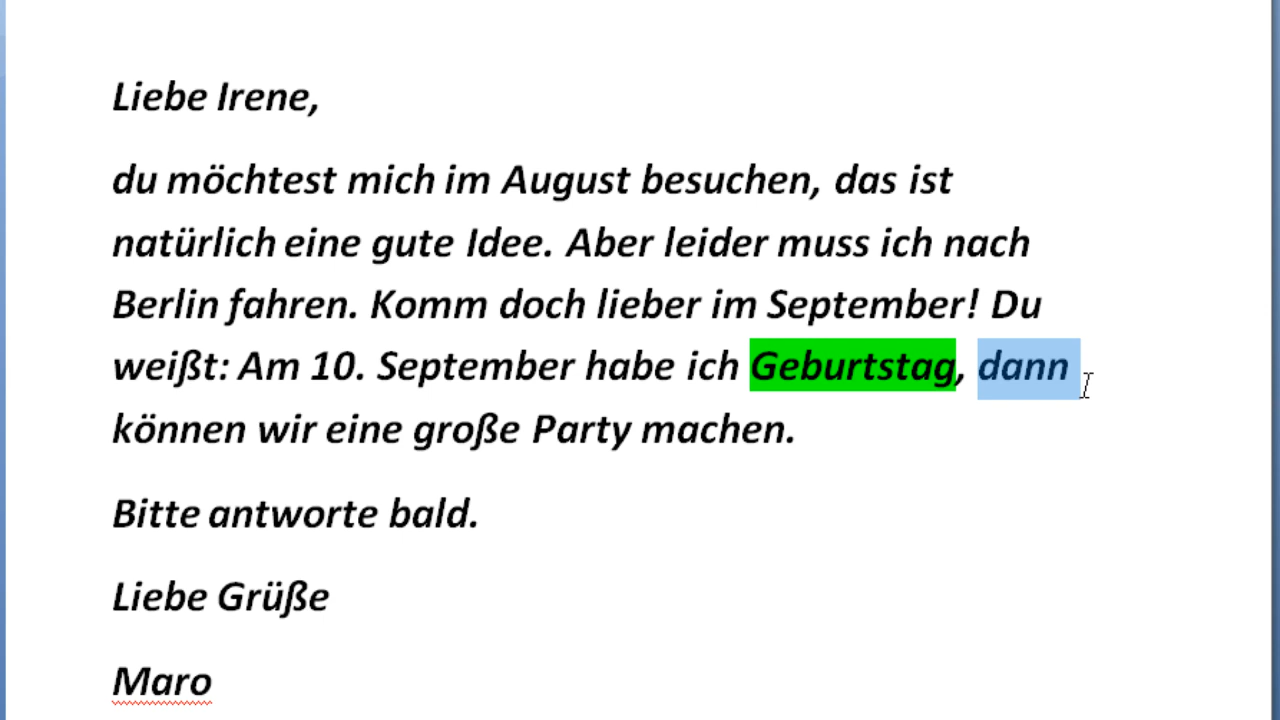 Liebe Irene,
du möchtest mich im August besuchen, das ist
natürlich eine gute Idee. Aber leider muss ich nach
Berlin fahren. Komm doch lieber im September! Du
weißt: Am 10. September habe ich Geburtstag, dann
können wir eine große Party machen.
Bitte antworte bald.
Liebe Grüße
Maro